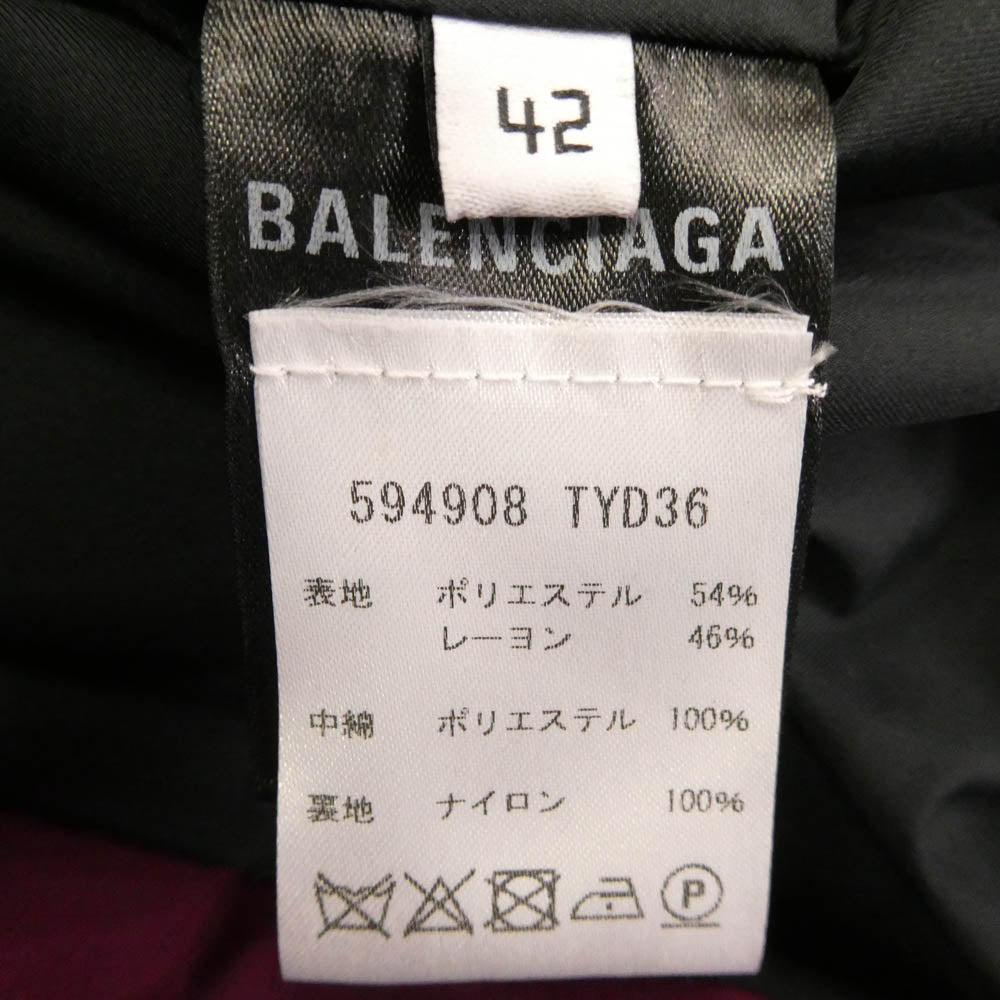 42
BALENCIAGA
594908 TYD36
表地 ポリエステル 54%
レーヨン 46%
中綿 ポリエステル 100%
裏地 ナイロン 100%
P